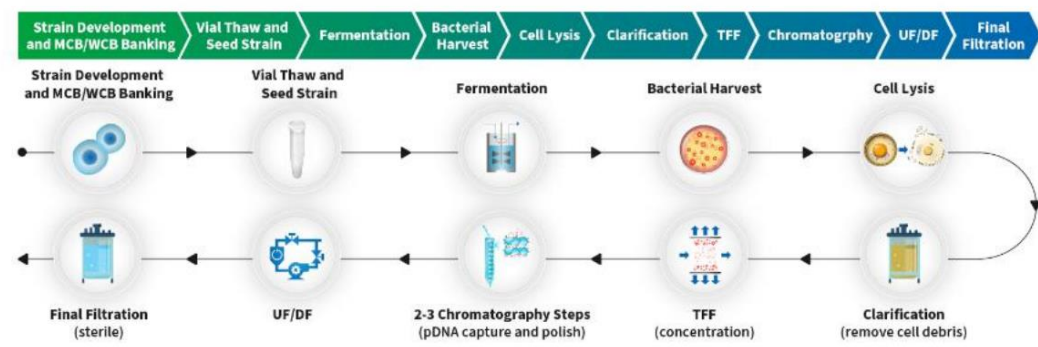 Strain Development
and MCB/WCB Banking
Vial Thaw and
Seed Strain
Fermentation
Bacterial
Harvest
Cell Lysis
Clarification
TFF
Chromatogrphy
UF/DF
Final
Filtration
Strain Development
and MCB/WCB Banking
Vial Thaw and
Seed Strain
Fermentation
Bacterial Harvest
Cell Lysis
Final Filtration
(sterile)
UF/DF
2-3 Chromatography Steps
(pDNA capture and polish)
TFF
(concentration)
Clarification
(remove cell debris)